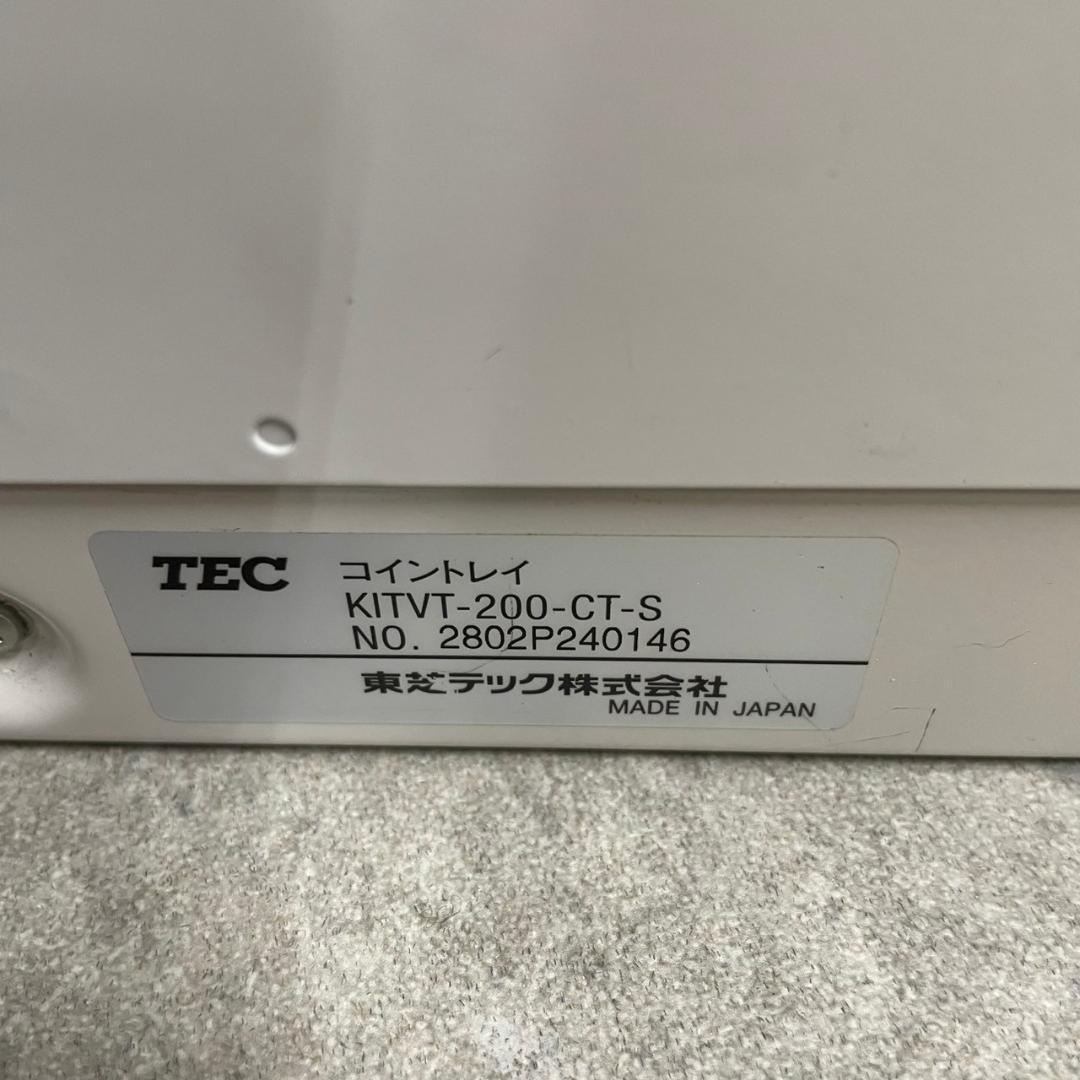 TEC コイントレイ
KITVT-200-CT-S
NO. 2802P240146
東芝テック株式会社
MADE IN JAPAN